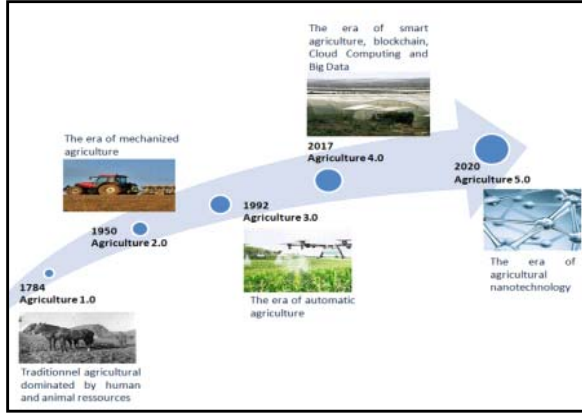 The era of smart
agriculture, blockchain,
Cloud Computing and
Big Data
The era of mechanized
agriculture
2017
Agriculture 4.0
2020
Agriculture 5.0
1992
Agriculture 3.0
1950
Agriculture 2.0
1784
Agriculture 1.0
The era of
agricultural
nanotechnology
The era of automatic
agriculture
Traditionnel agricultural
dominated by human
and animal ressources